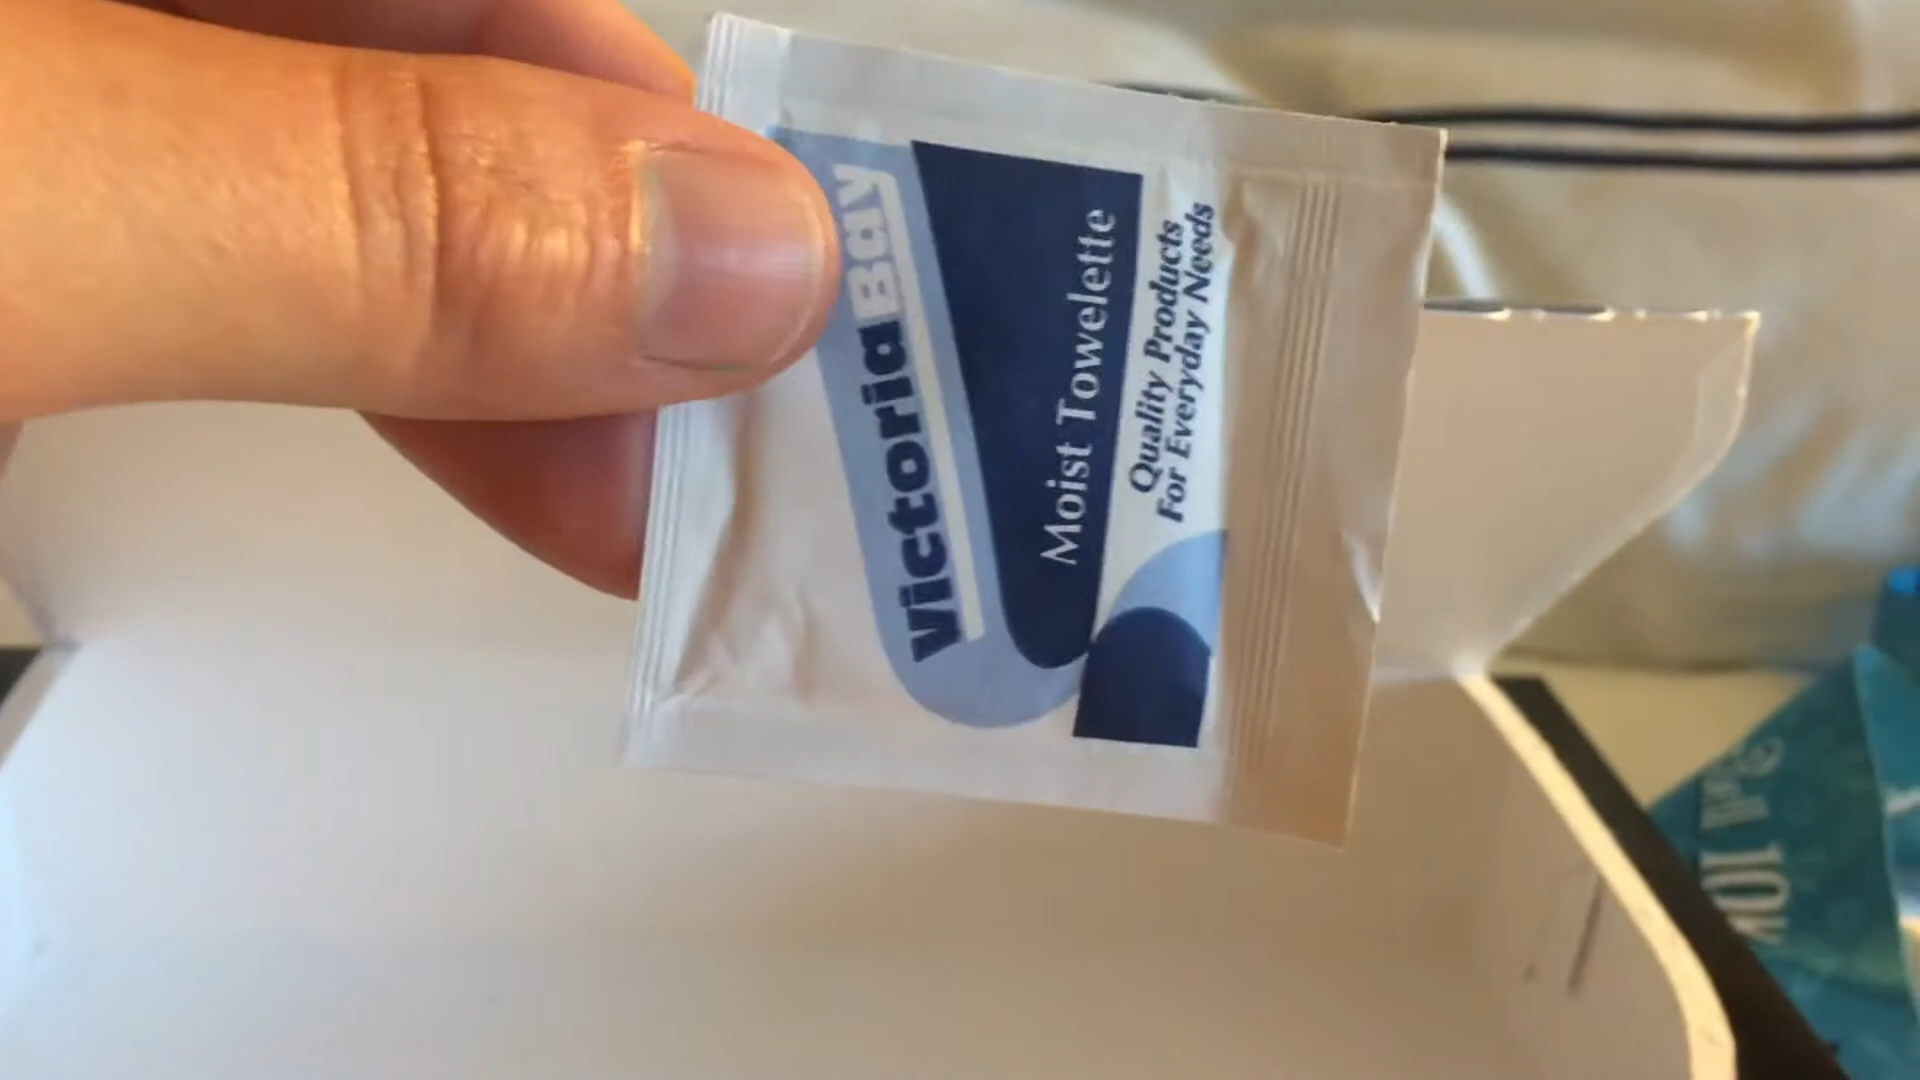 VictoriaBay
Moist Towelette
Quality Products
For Everyday Needs